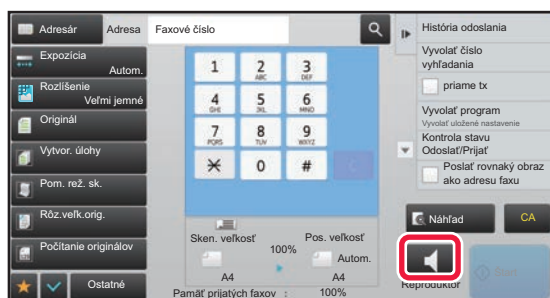 Adresár
Adresa
Faxové číslo
Expozícia
Autom.
Rozlíšenie
Veľmi jemné
Originál
Vytvor. úlohy
Pom. rež. sk.
Rôz.veľk.orig.
Počítanie originálov
Ostatné
1
2
ABC
3
DEF
4
GHI
5
JKL
6
MNO
7
PQRS
8
TUV
9
WXYZ
0
#
Sken. veľkosť
100%
Pos. veľkosť
Autom.
A4
A4
Pamäť prijatých faxov : 100%
História odoslania
Vyvolať číslo
vyhľadania
priame tx
Vyvolať program
Vyvolať uložené nastavenie
Kontrola stavu
Odoslať/Prijať
Poslať rovnaký obraz
ako adresu faxu
Náhľad
CA
Reproduktor
Start